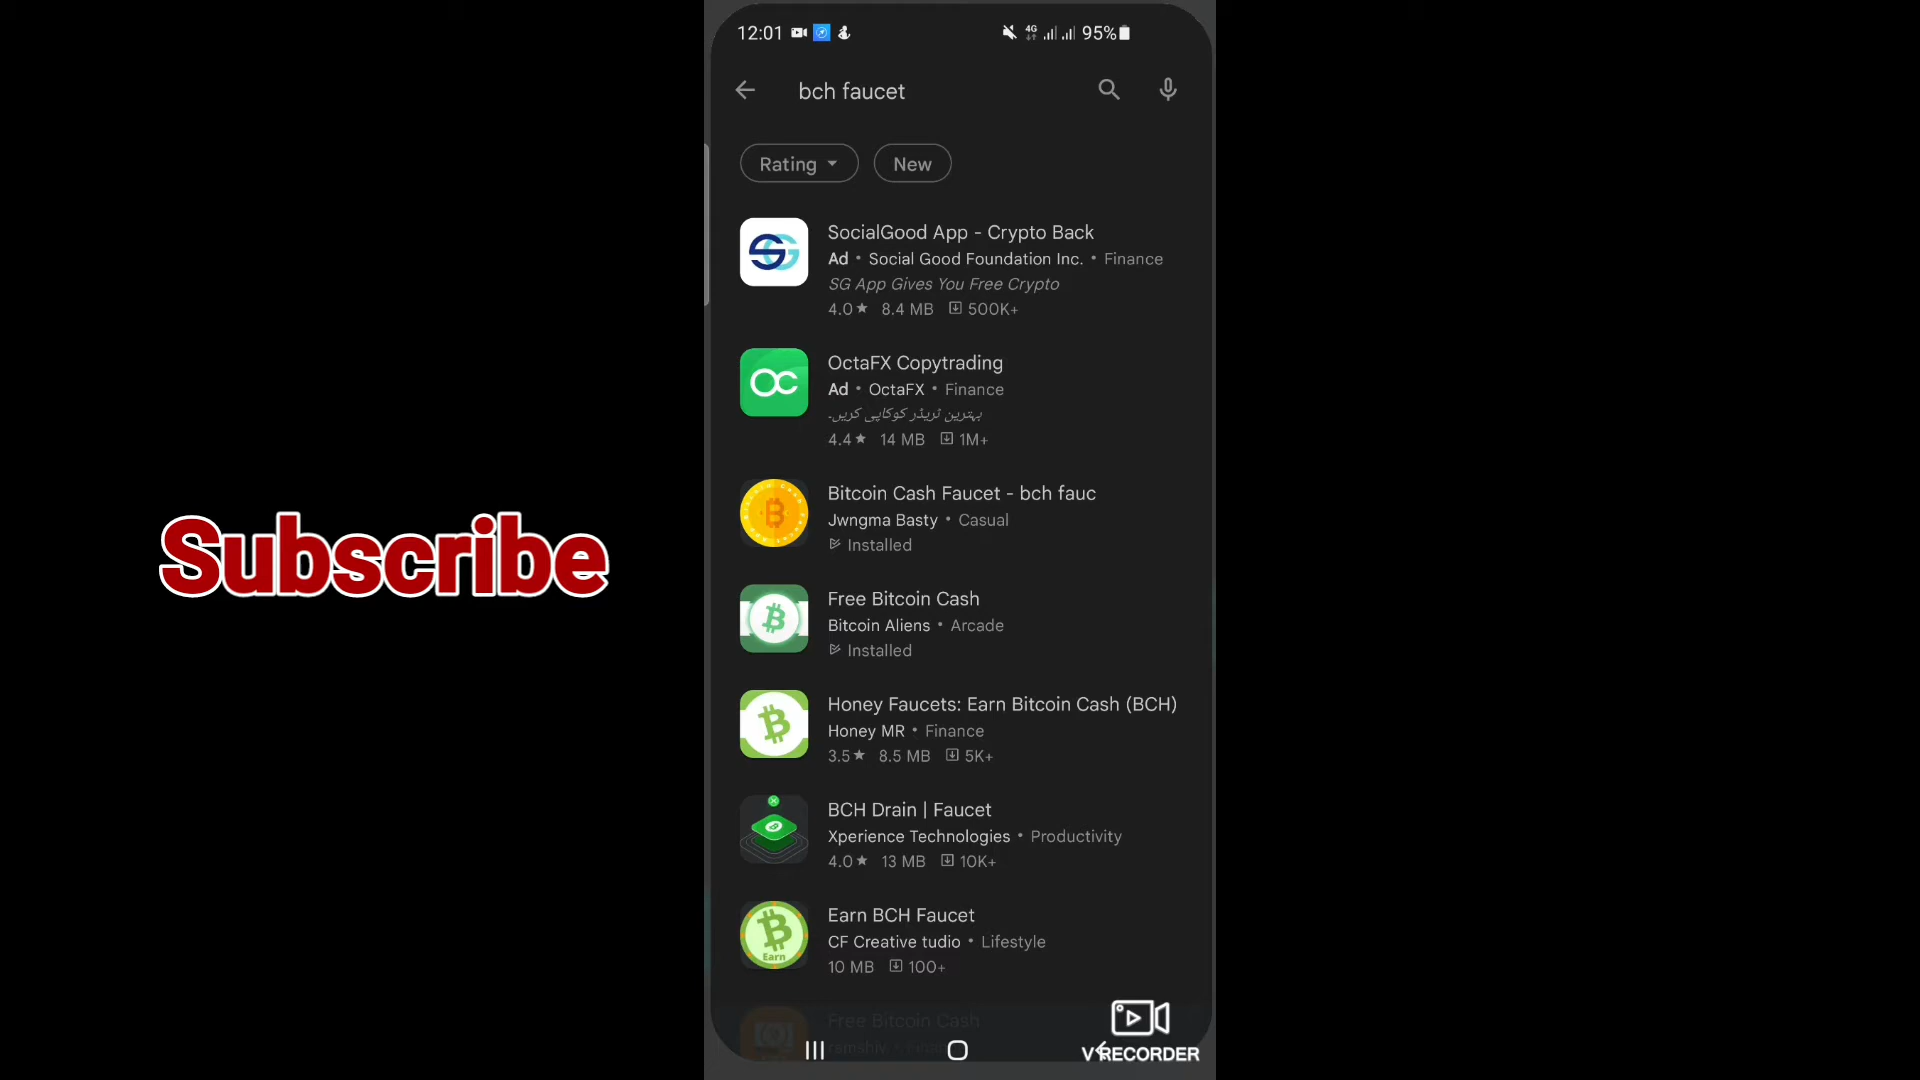 12:01 4G 95%
bch faucet
Rating New
SocialGood App - Crypto Back
Ad • Social Good Foundation Inc. • Finance
SG App Gives You Free Crypto
4.0★ 8.4 MB 500K+
OctaFX Copytrading
Ad • OctaFX • Finance
بہترین ٹریڈر کوکاپی کریں۔
4.4★ 14 MB 1M+
Bitcoin Cash Faucet - bch fauc
Jwngma Basty • Casual
Installed
Subscribe
Free Bitcoin Cash
Bitcoin Aliens • Arcade
Installed
Honey Faucets: Earn Bitcoin Cash (BCH)
Honey MR • Finance
3.5★ 8.5 MB 5K+
BCH Drain | Faucet
Xperience Technologies • Productivity
4.0★ 13 MB 10K+
Earn BCH Faucet
CF Creative tudio • Lifestyle
Earn
10 MB 100+
Free Bitcoin Cash
V RECORDER